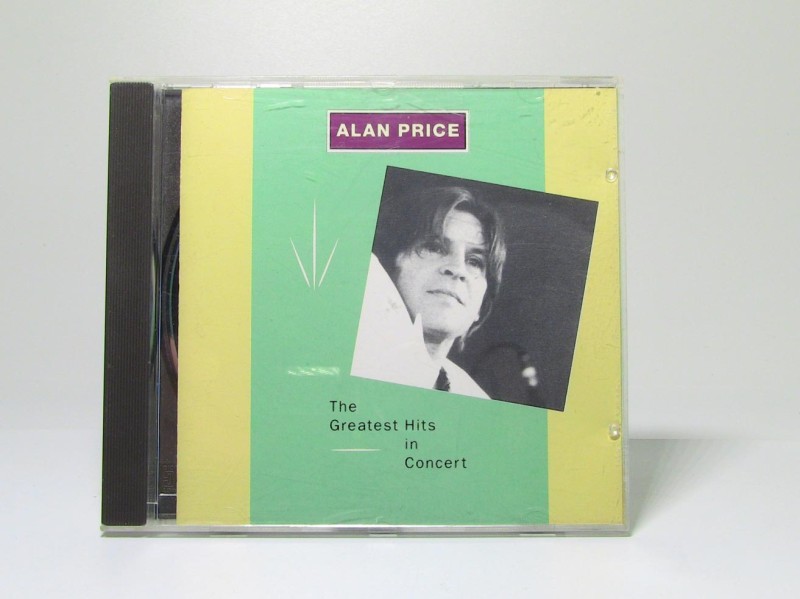 ALAN PRICE
The
Greatest Hits
in
Concert